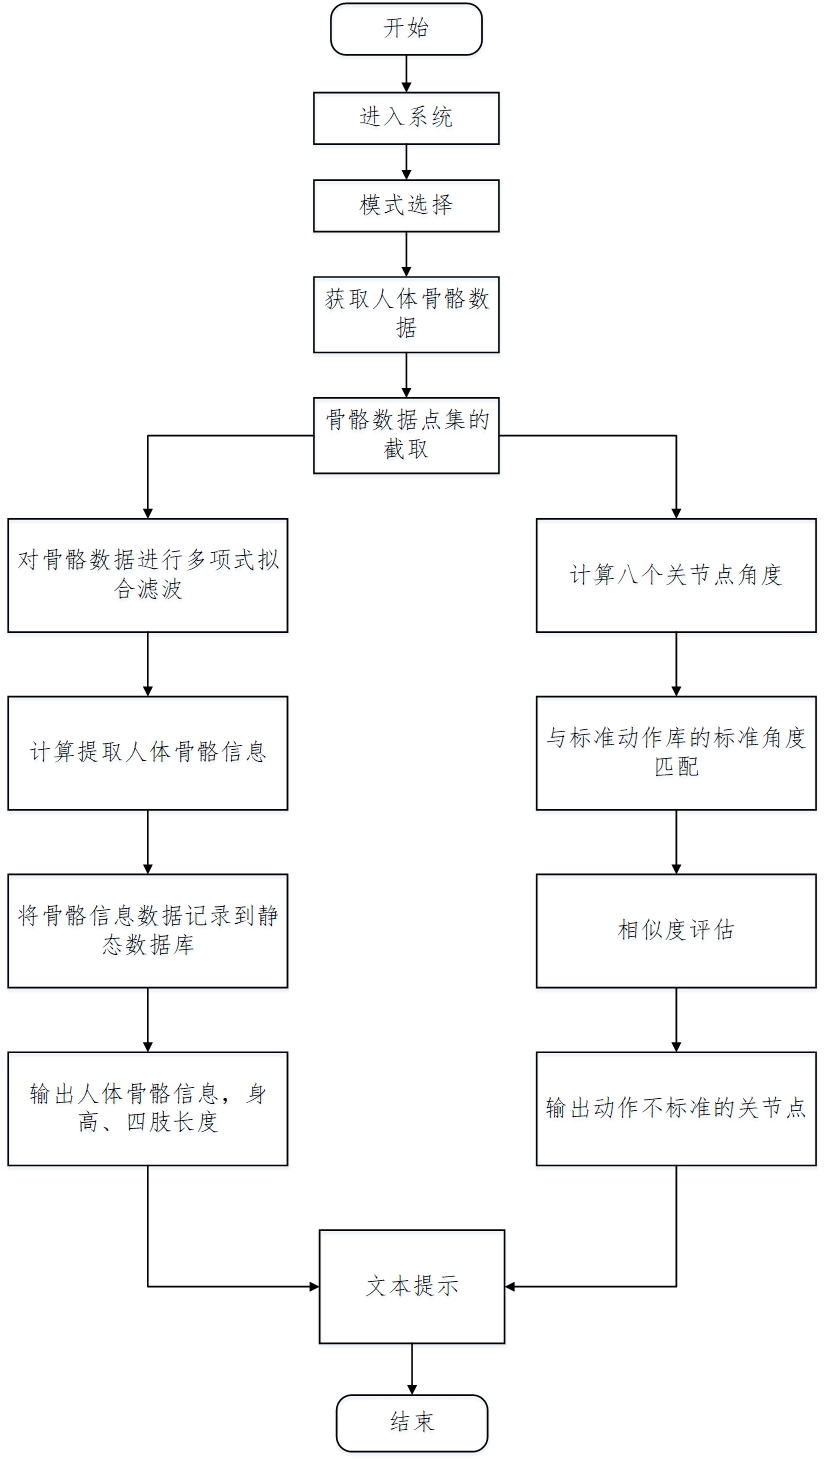 开始
进入系统
模式选择
获取人体骨骼数
据
骨骼数据点集的
截取
对骨骼数据进行多项式拟
合滤波
计算提取人体骨骼信息
将骨骼信息数据记录到静
态数据库
输出人体骨骼信息，身
高、四肢长度
计算八个关节点角度
与标准动作库的标准角度
匹配
相似度评估
输出动作不标准的关节点
文本提示
结束